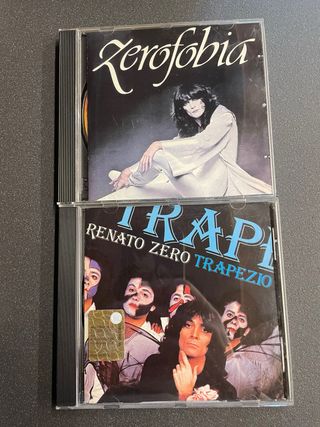 Zerofobia
TRAPE
RENATO ZERO TRAPEZIO